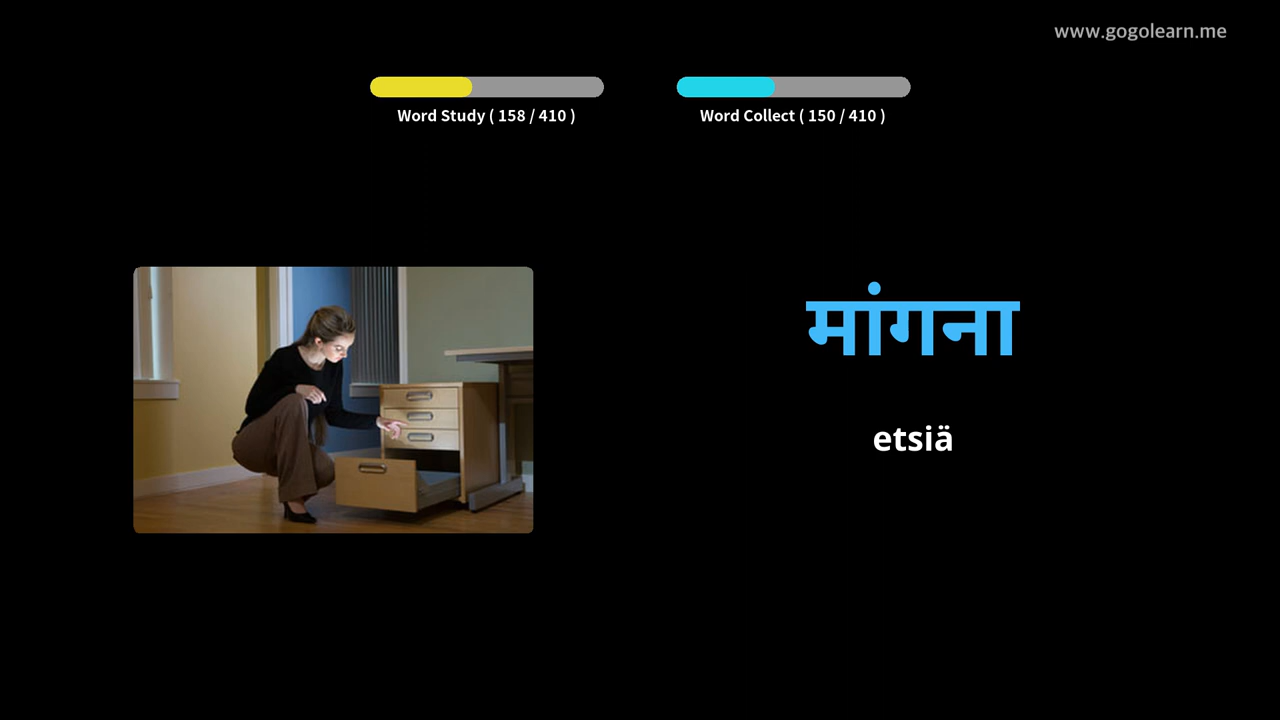 www.gogolearn.me
Word Study ( 158 / 410 )
Word Collect ( 150 / 410 )
मांगना
etsiä